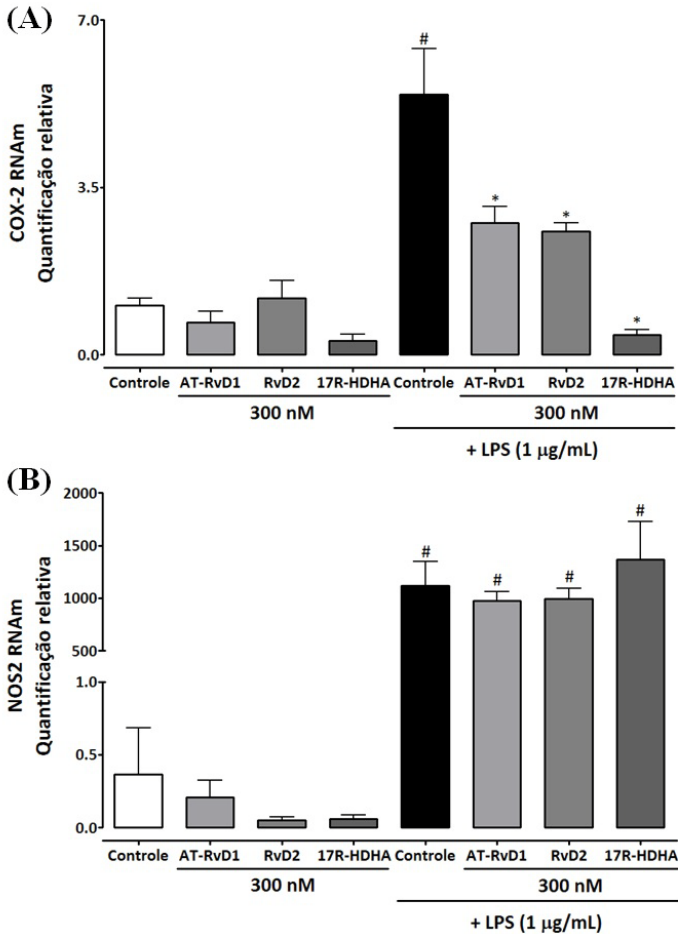 (A)
COX-2 RNAm
Quantificação relativa
7.0
3.5
0.0
#
*
*
*
Controle AT-RvD1 RvD2 17R-HDHA Controle AT-RvD1 RvD2 17R-HDHA
300 nM 300 nM
+ LPS (1 µg/mL)
(B)
NOS2 RNAm
Quantificação relativa
2000
1500
1000
500
1.0
0.5
0.0
#
#
#
#
Controle AT-RvD1 RvD2 17R-HDHA Controle AT-RvD1 RvD2 17R-HDHA
300 nM 300 nM
+ LPS (1 µg/mL)